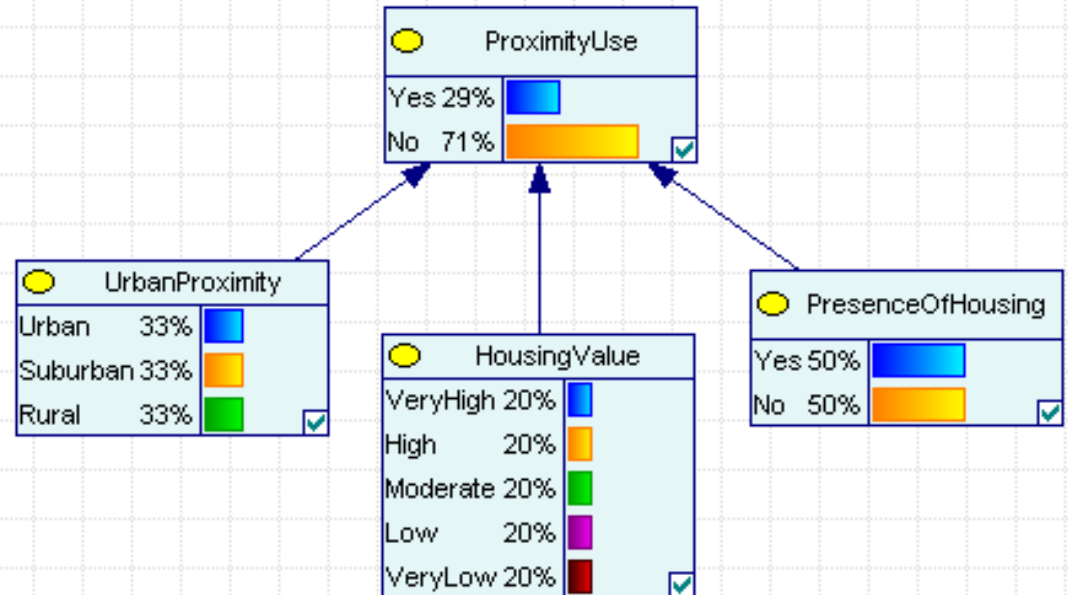 ProximityUse
Yes 29%
No 71%
UrbanProximity
Urban 33%
Suburban 33%
Rural 33%
HousingValue
VeryHigh 20%
High 20%
Moderate 20%
Low 20%
VeryLow 20%
PresenceOfHousing
Yes 50%
No 50%